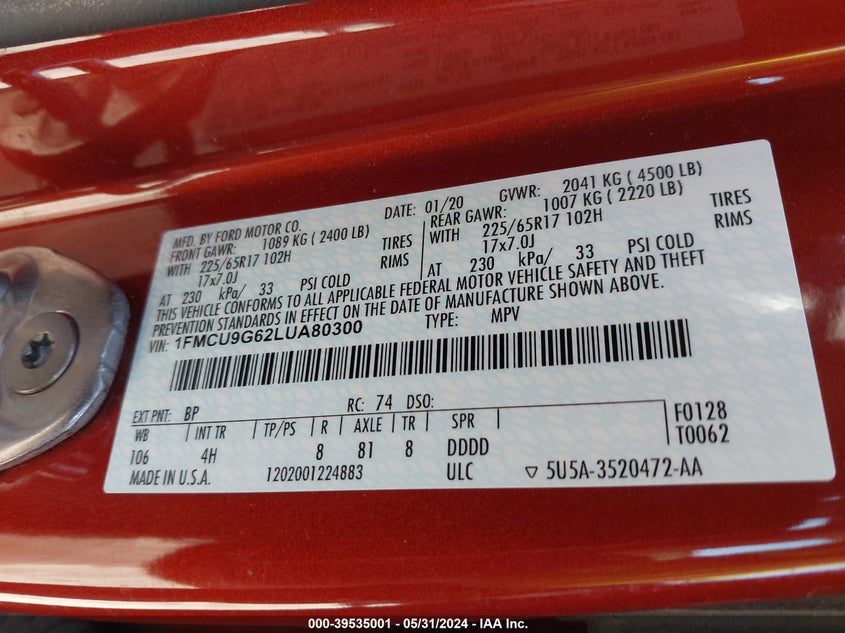 MFD. BY FORD MOTOR CO.
DATE: 01/20 GVWR: 2041 KG ( 4500 LB)
FRONT GAWR: 1089 KG ( 2400 LB) REAR GAWR: 1007 KG ( 2220 LB)
WITH 225/65R17 102H TIRES WITH 225/65R17 102H TIRES
17x7.0J RIMS 17x7.0J RIMS
AT 230 kPa/ 33 PSI COLD AT 230 kPa/ 33 PSI COLD
THIS VEHICLE CONFORMS TO ALL APPLICABLE FEDERAL MOTOR VEHICLE SAFETY AND THEFT
PREVENTION STANDARDS IN EFFECT ON THE DATE OF MANUFACTURE SHOWN ABOVE.
VIN: 1FMCU9G62LUA80300 TYPE: MPV
EXT PNT: BP RC: 74 DSO: F0128
WB INT TR TP/PS R AXLE TR SPR T0062
106 4H 8 81 8 DDDD
MADE IN U.S.A. 1202001224883 ULC ▽ 5U5A-3520472-AA
000-39535001 - 05/31/2024 - IAA Inc.